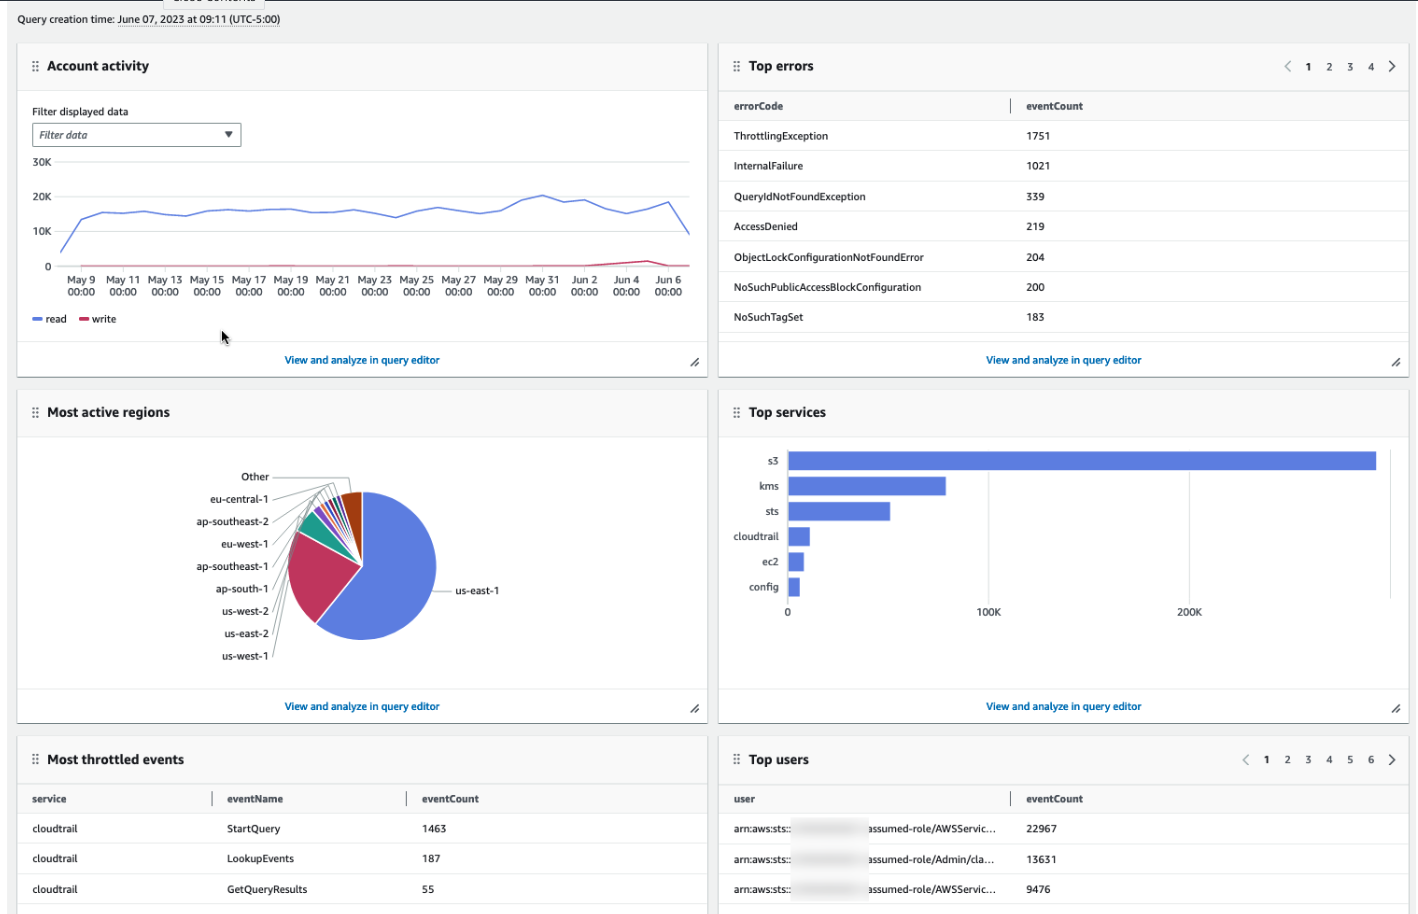 Query creation time: June 07, 2023 at 09:11 (UTC-5:00)
Account activity
Filter displayed data
Filter data
30K
20K
10K
0
May 9 May 11 May 13 May 15 May 17 May 19 May 21 May 23 May 25 May 27 May 29 May 31 Jun 2 Jun 4 Jun 6
00:00 00:00 00:00 00:00 00:00 00:00 00:00 00:00 00:00 00:00 00:00 00:00 00:00 00:00 00:00
read write
View and analyze in query editor
Top errors
1 2 3 4
errorCode eventCount
ThrottlingException 1751
InternalFailure 1021
QueryIdNotFoundException 339
AccessDenied 219
ObjectLockConfigurationNotFoundError 204
NoSuchPublicAccessBlockConfiguration 200
NoSuchTagSet 183
View and analyze in query editor
Most active regions
Other
eu-central-1
ap-southeast-2
eu-west-1
ap-southeast-1
ap-south-1
us-west-2
us-east-2
us-west-1
us-east-1
View and analyze in query editor
Top services
s3
kms
sts
cloudtrail
ec2
config
0 100K 200K
View and analyze in query editor
Most throttled events
service eventName eventCount
cloudtrail StartQuery 1463
cloudtrail LookupEvents 187
cloudtrail GetQueryResults 55
Top users
1 2 3 4 5 6
user eventCount
arn:aws:sts:: assumed-role/AWSServic... 22967
arn:aws:sts:: assumed-role/Admin/cla... 13631
arn:aws:sts:: assumed-role/AWSServic... 9476